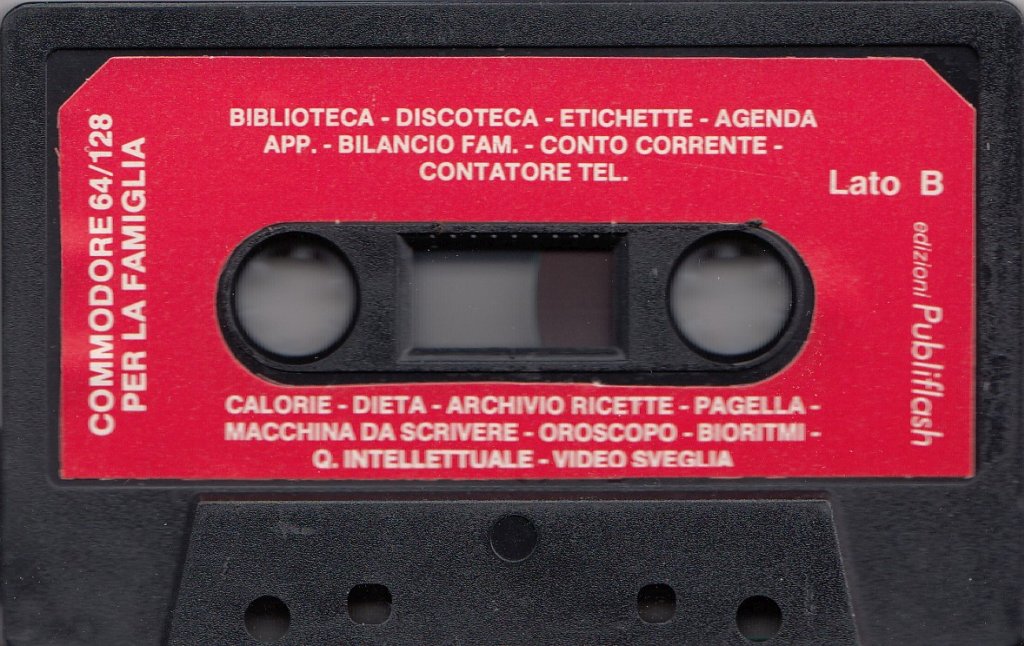 COMMODORE 64/128
PER LA FAMIGLIA
BIBLIOTECA - DISCOTECA - ETICHETTE - AGENDA
APP. - BILANCIO FAM. - CONTO CORRENTE -
CONTATORE TEL.
Lato B
edizioni Publiflash
CALORIE - DIETA - ARCHIVIO RICETTE - PAGELLA -
MACCHINA DA SCRIVERE - OROSCOPO - BIORITMI -
Q. INTELLETTUALE - VIDEO SVEGLIA